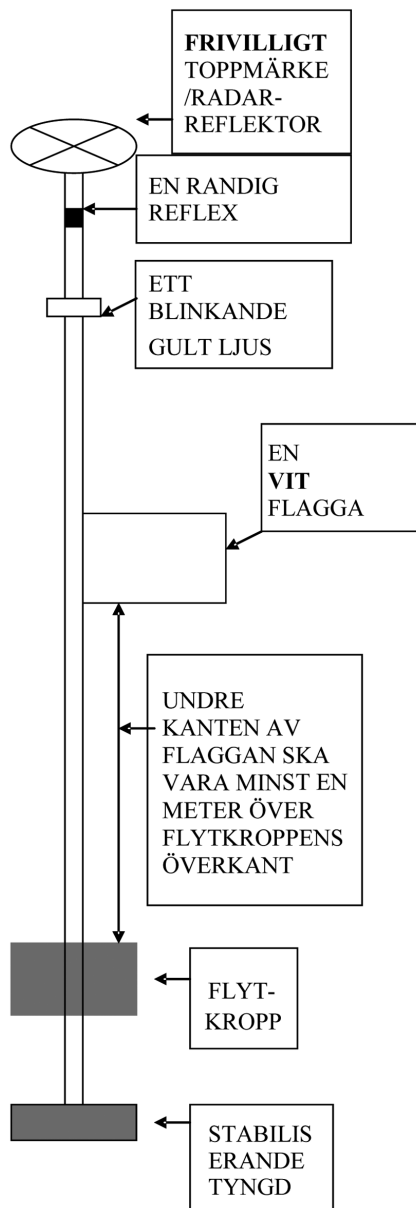 FRIVILLIGT
TOPPMÄRKE
/RADAR-
REFLEKTOR
EN RANDIG
REFLEX
ETT
BLINKANDE
GULT LJUS
EN
VIT
FLAGGA
UNDRE
KANTEN AV
FLAGGAN SKA
VARA MINST EN
METER ÖVER
FLYTKROPPENS
ÖVERKANT
FLYT-
KROPP
STABILIS
ERANDE
TYNGD